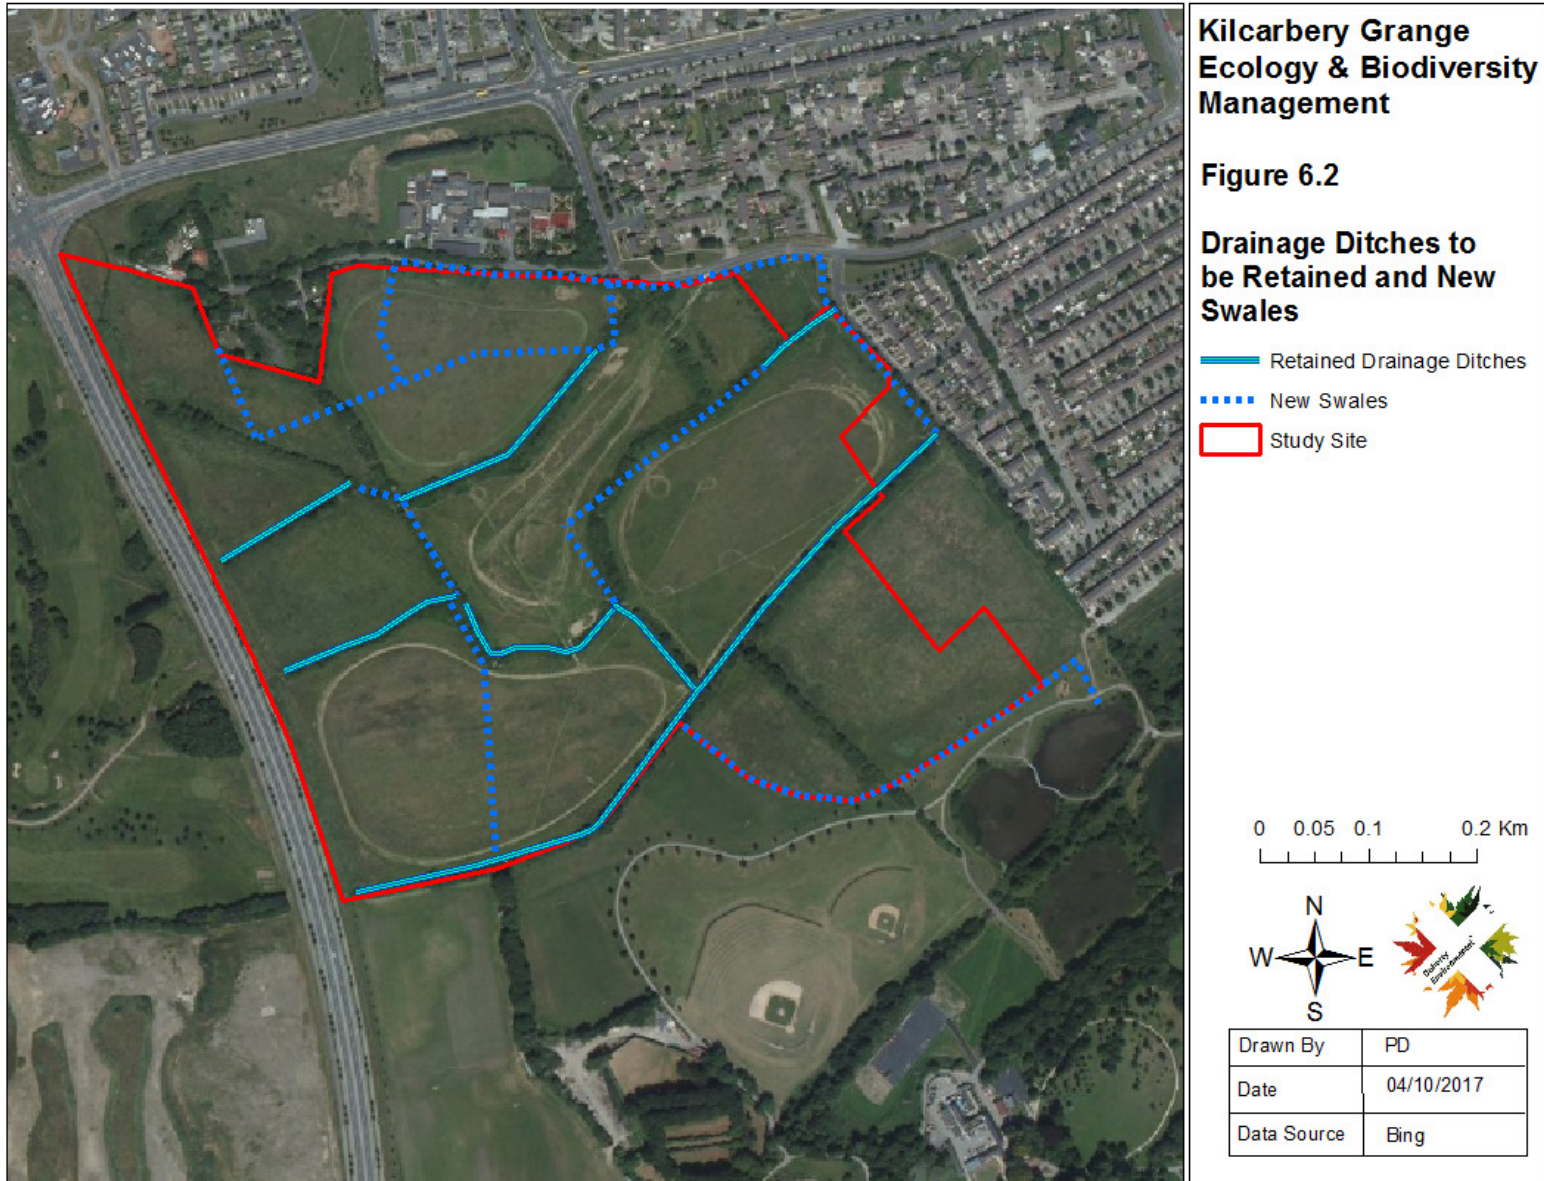 Kilcarbery Grange
Ecology & Biodiversity
Management
Figure 6.2
Drainage Ditches to
be Retained and New
Swales
Retained Drainage Ditches
New Swales
Study Site
0 0.05 0.1 0.2 Km
N
W E
S
Doherty
Environmental
Drawn By PD
Date 04/10/2017
Data Source Bing